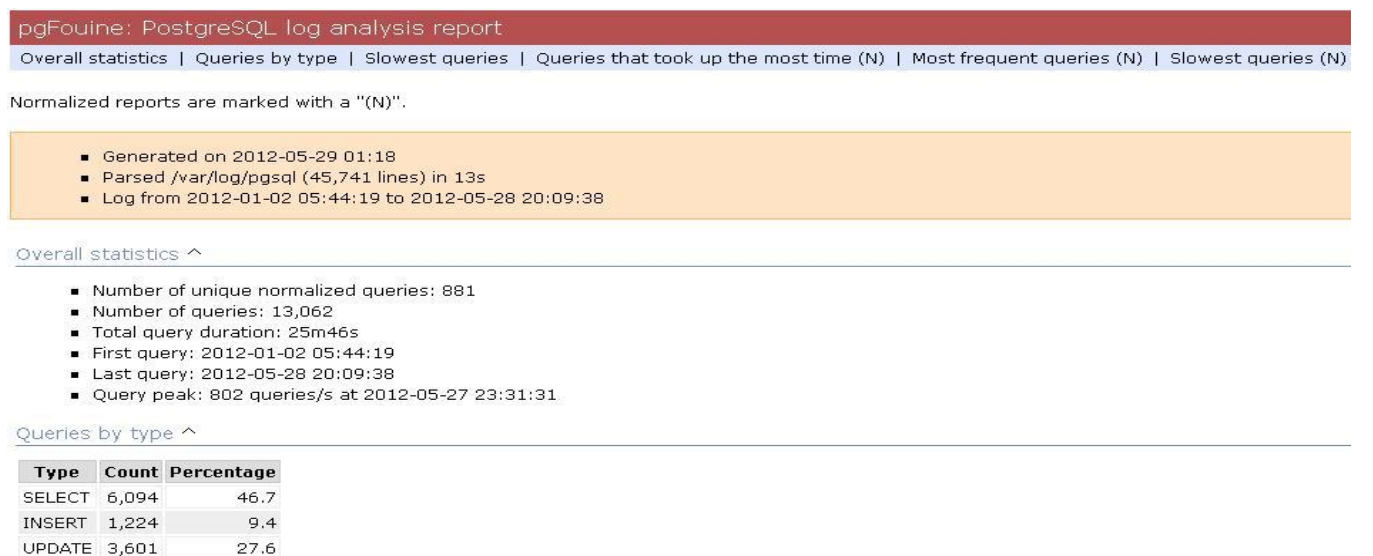 pgFouine: PostgreSQL log analysis report
Overall statistics | Queries by type | Slowest queries | Queries that took up the most time (N) | Most frequent queries (N) | Slowest queries (N)
Normalized reports are marked with a "(N)".
▪ Generated on 2012-05-29 01:18
▪ Parsed /var/log/pgsql (45,741 lines) in 13s
▪ Log from 2012-01-02 05:44:19 to 2012-05-28 20:09:38
Overall statistics ^
▪ Number of unique normalized queries: 881
▪ Number of queries: 13,062
▪ Total query duration: 25m46s
▪ First query: 2012-01-02 05:44:19
▪ Last query: 2012-05-28 20:09:38
▪ Query peak: 802 queries/s at 2012-05-27 23:31:31
Queries by type ^
Type Count Percentage
SELECT 6,094 46.7
INSERT 1,224 9.4
UPDATE 3,601 27.6